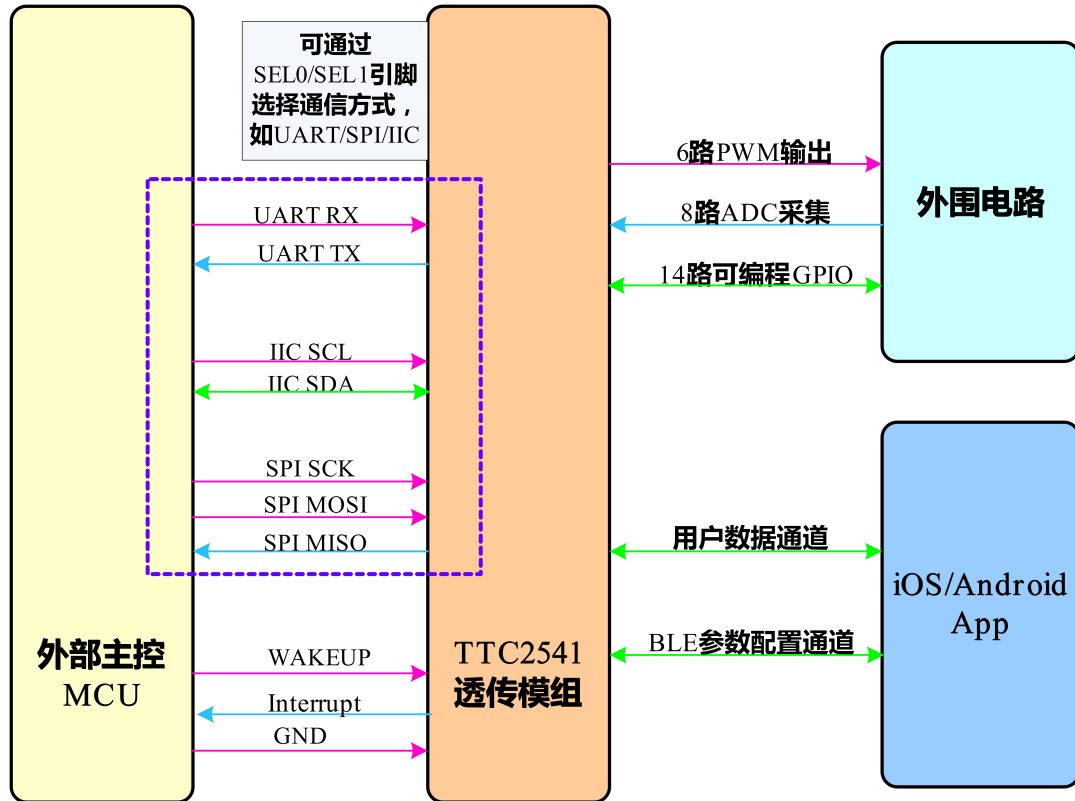 可通过
SEL0/SEL1引脚
选择通信方式，
如UART/SPI/IIC
UART RX
UART TX
IIC SCL
IIC SDA
SPI SCK
SPI MOSI
SPI MISO
WAKEUP
Interrupt
GND
外部主控
MCU
TTC2541
透传模组
6路PWM输出
8路ADC采集
14路可编程GPIO
外围电路
用户数据通道
BLE参数配置通道
iOS/Android
App